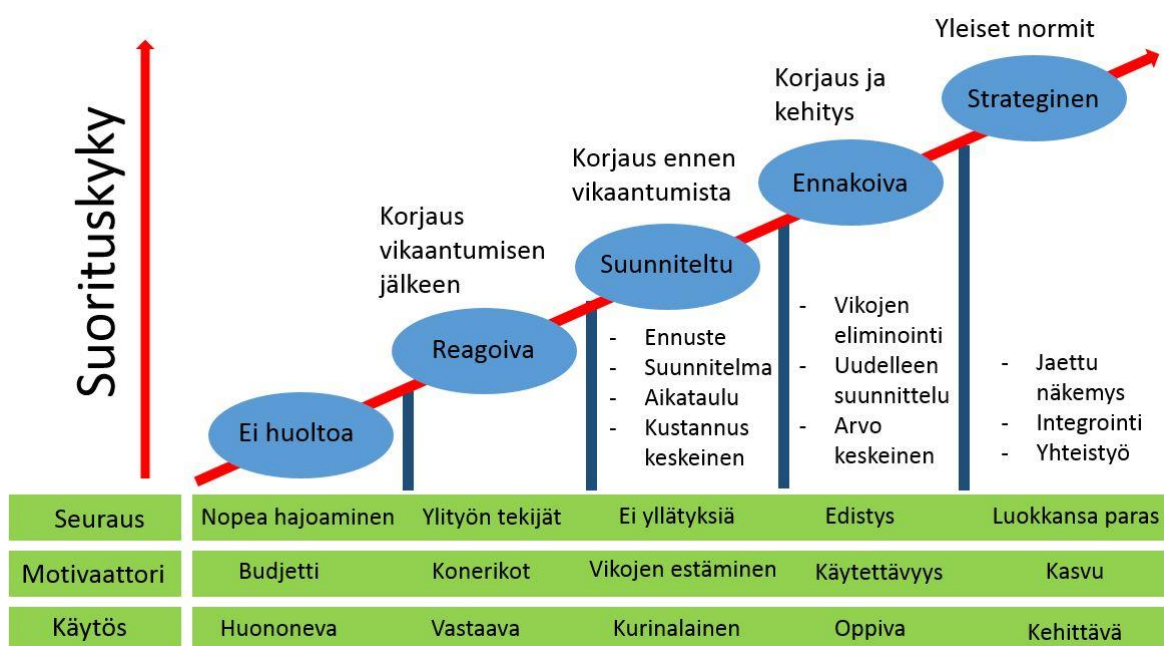 Suorituskyky
Ei huoltoa
Korjaus
vikaantumisen
jälkeen
Reagoiva
Korjaus ennen
vikaantumista
Suunniteltu
- Ennuste
- Suunnitelma
- Aikataulu
- Kustannus
keskeinen
Korjaus ja
kehitys
Ennakoiva
- Vikojen
eliminointi
- Uudelleen
suunnittelu
- Arvo
keskeinen
Yleiset normit
Strateginen
- Jaettu
näkemys
- Integrointi
- Yhteistyö
Seuraus Nopea hajoaminen Ylityön tekijät Ei yllätyksiä Edistys Luokkansa paras
Motivaattori Budjetti Konerikot Vikojen estäminen Käytettävyys Kasvu
Käytös Huononeva Vastaava Kurinalainen Oppiva Kehittävä